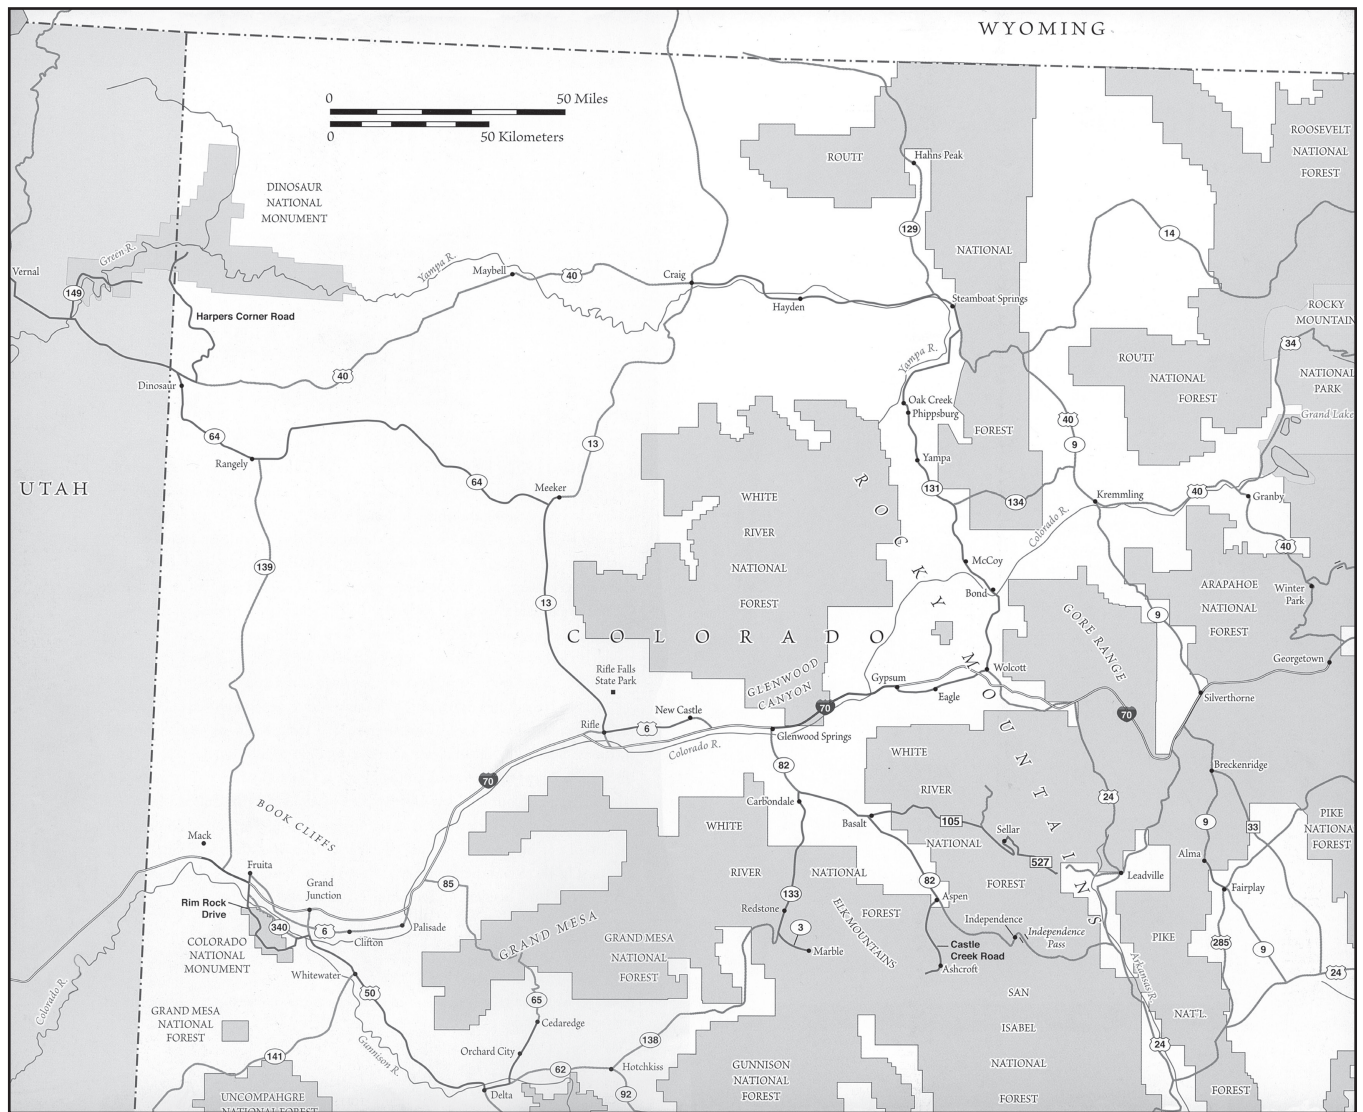 WYOMING
0
50 Miles
0
50 Kilometers
ROOSEVELT
NATIONAL
FOREST
ROUTT
Hahns Peak
DINOSAUR
NATIONAL
MONUMENT
129
14
NATIONAL
Green R.
Yampa R.
Vernal
Maybell
40
Craig
149
Hayden
Steamboat Springs
Harpers Corner Road
ROCKY
MOUNTAIN
34
Yampa R.
ROUTT
NATIONAL
FOREST
NATIONAL
PARK
Dinosaur
40
Oak Creek
Phippsburg
Grand Lake
40
9
FOREST
64
13
Rangely
Yampa
UTAH
64
Meeker
131
134
Kremmling
40
Granby
WHITE
RIVER
NATIONAL
FOREST
ROCKY MOUNTAINS
Colorado R.
40
139
McCoy
Bond
ARAPAHOE
NATIONAL
FOREST
Winter
Park
13
9
GORE RANGE
COLORADO
Rifle Falls
State Park
GLENWOOD
CANYON
Wolcott
Georgetown
Gypsum
Eagle
Silverthorne
70
70
New Castle
Rifle
6
Colorado R.
Glenwood Springs
70
82
WHITE
RIVER
NATIONAL
FOREST
Breckenridge
24
Carbondale
BOOK CLIFFS
Basalt
105
Sellar
527
WHITE
RIVER
NATIONAL
FOREST
9
33
PIKE
NATIONA
FOREST
Mack
Fruita
Alma
Leadville
Fairplay
Grand
Junction
85
82
Aspen
133
Rim Rock
Drive
Redstone
340
6
Clifton
Palisade
GRAND MESA
3
Marble
ELK MOUNTAINS
Independence
Independence
Pass
PIKE
285
9
COLORADO
NATIONAL
MONUMENT
GRAND MESA
NATIONAL
FOREST
Castle
Creek Road
Ashcroft
24
Whitewater
50
Arkansas R.
Colorado R.
65
SAN
ISABEL
NATIONAL
FOREST
NAT'L.
FOREST
GRAND MESA
NATIONAL
FOREST
Cedaredge
138
141
Gunnison R.
Orchard City
24
62
Hotchkiss
GUNNISON
NATIONAL
FOREST
92
Delta
UNCOMPAHGRE
NATIONAL FOREST